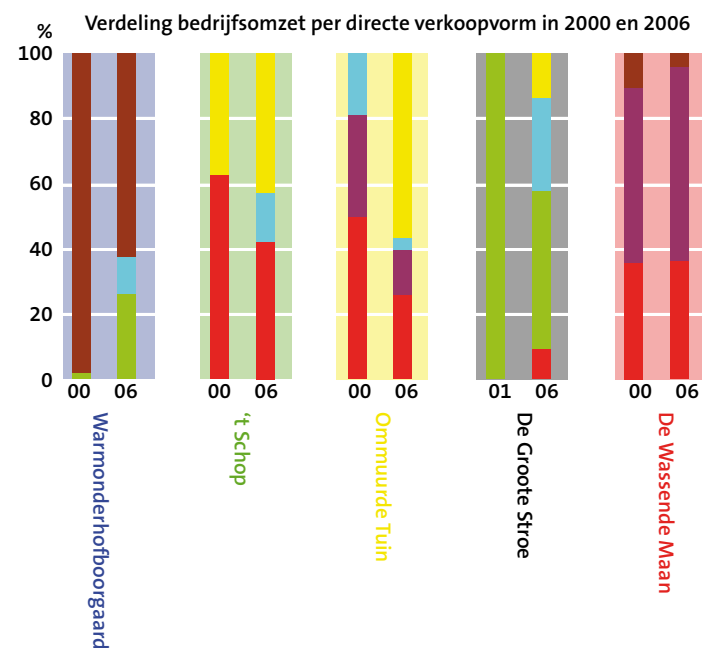 Verdeling bedrijfsomzet per directe verkoopvorm in 2000 en 2006
%
100
80
60
40
20
0
00 06
00 06
00 06
01 06
00 06
Warmonderhofboorgaard
‘t Schop
Ommuurde Tuin
De Groote Stroe
De Wassende Maan